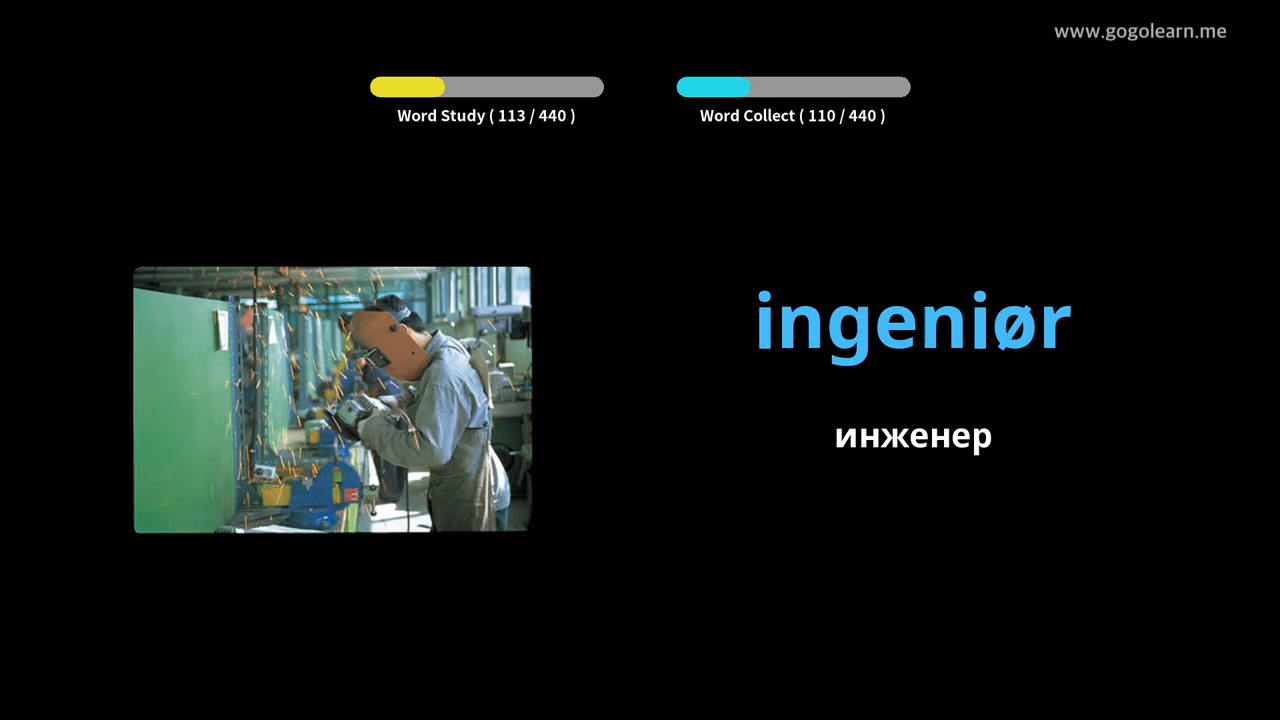 www.gogolearn.me
Word Study ( 113 / 440 )
Word Collect ( 110 / 440 )
ingeniør
инженер